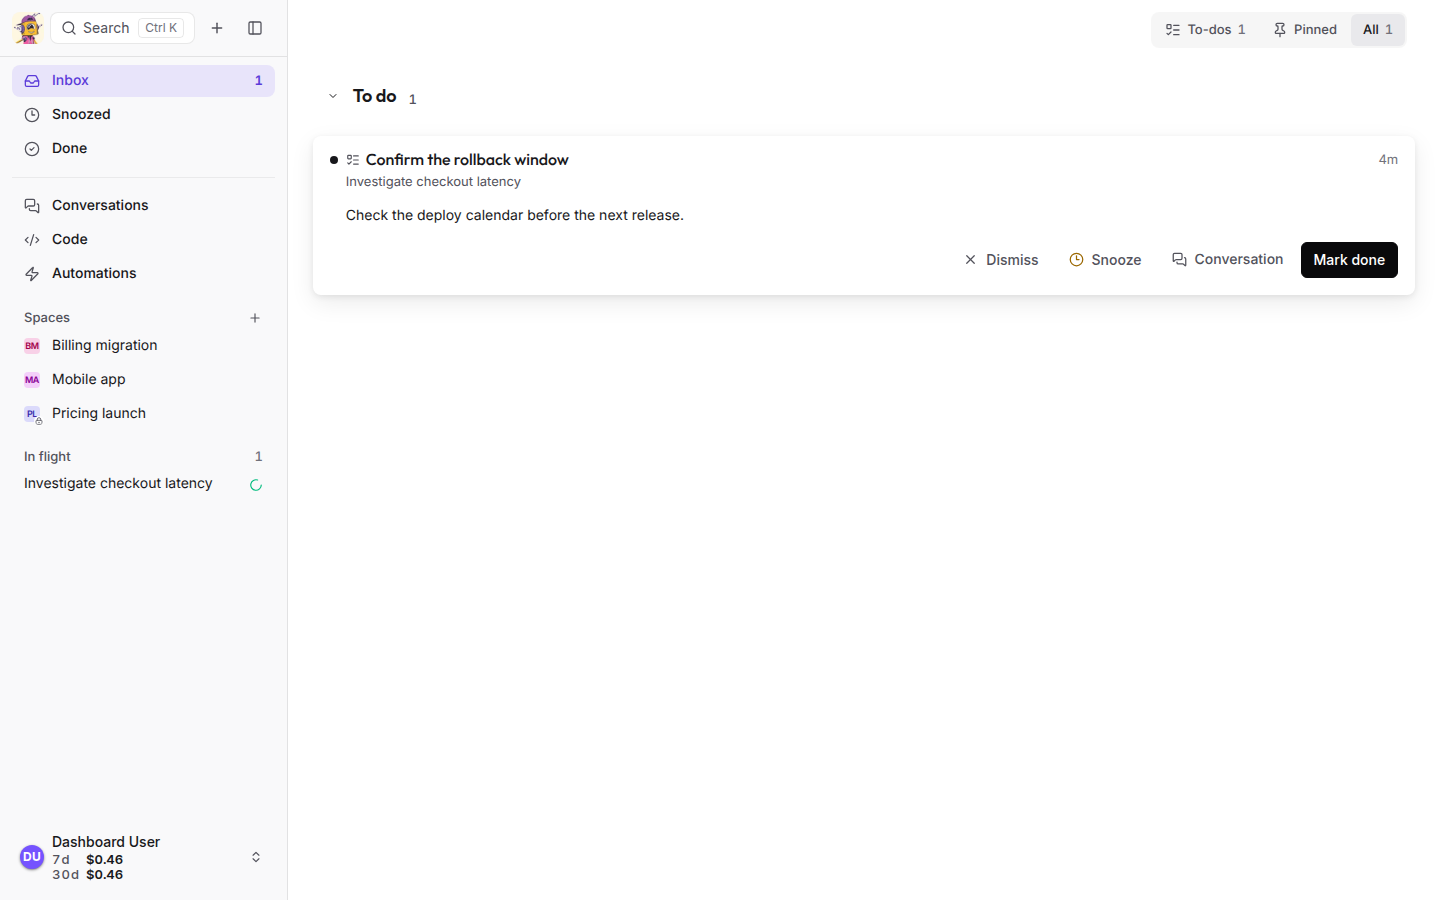 Search Ctrl K
Inbox 1
Snoozed
Done
Conversations
Code
Automations
Spaces
BM Billing migration
MA Mobile app
PL Pricing launch
In flight 1
Investigate checkout latency
DU Dashboard User
7d $0.46
30d $0.46
To-dos 1 Pinned All 1
To do 1
Confirm the rollback window 4m
Investigate checkout latency
Check the deploy calendar before the next release.
Dismiss Snooze Conversation Mark done